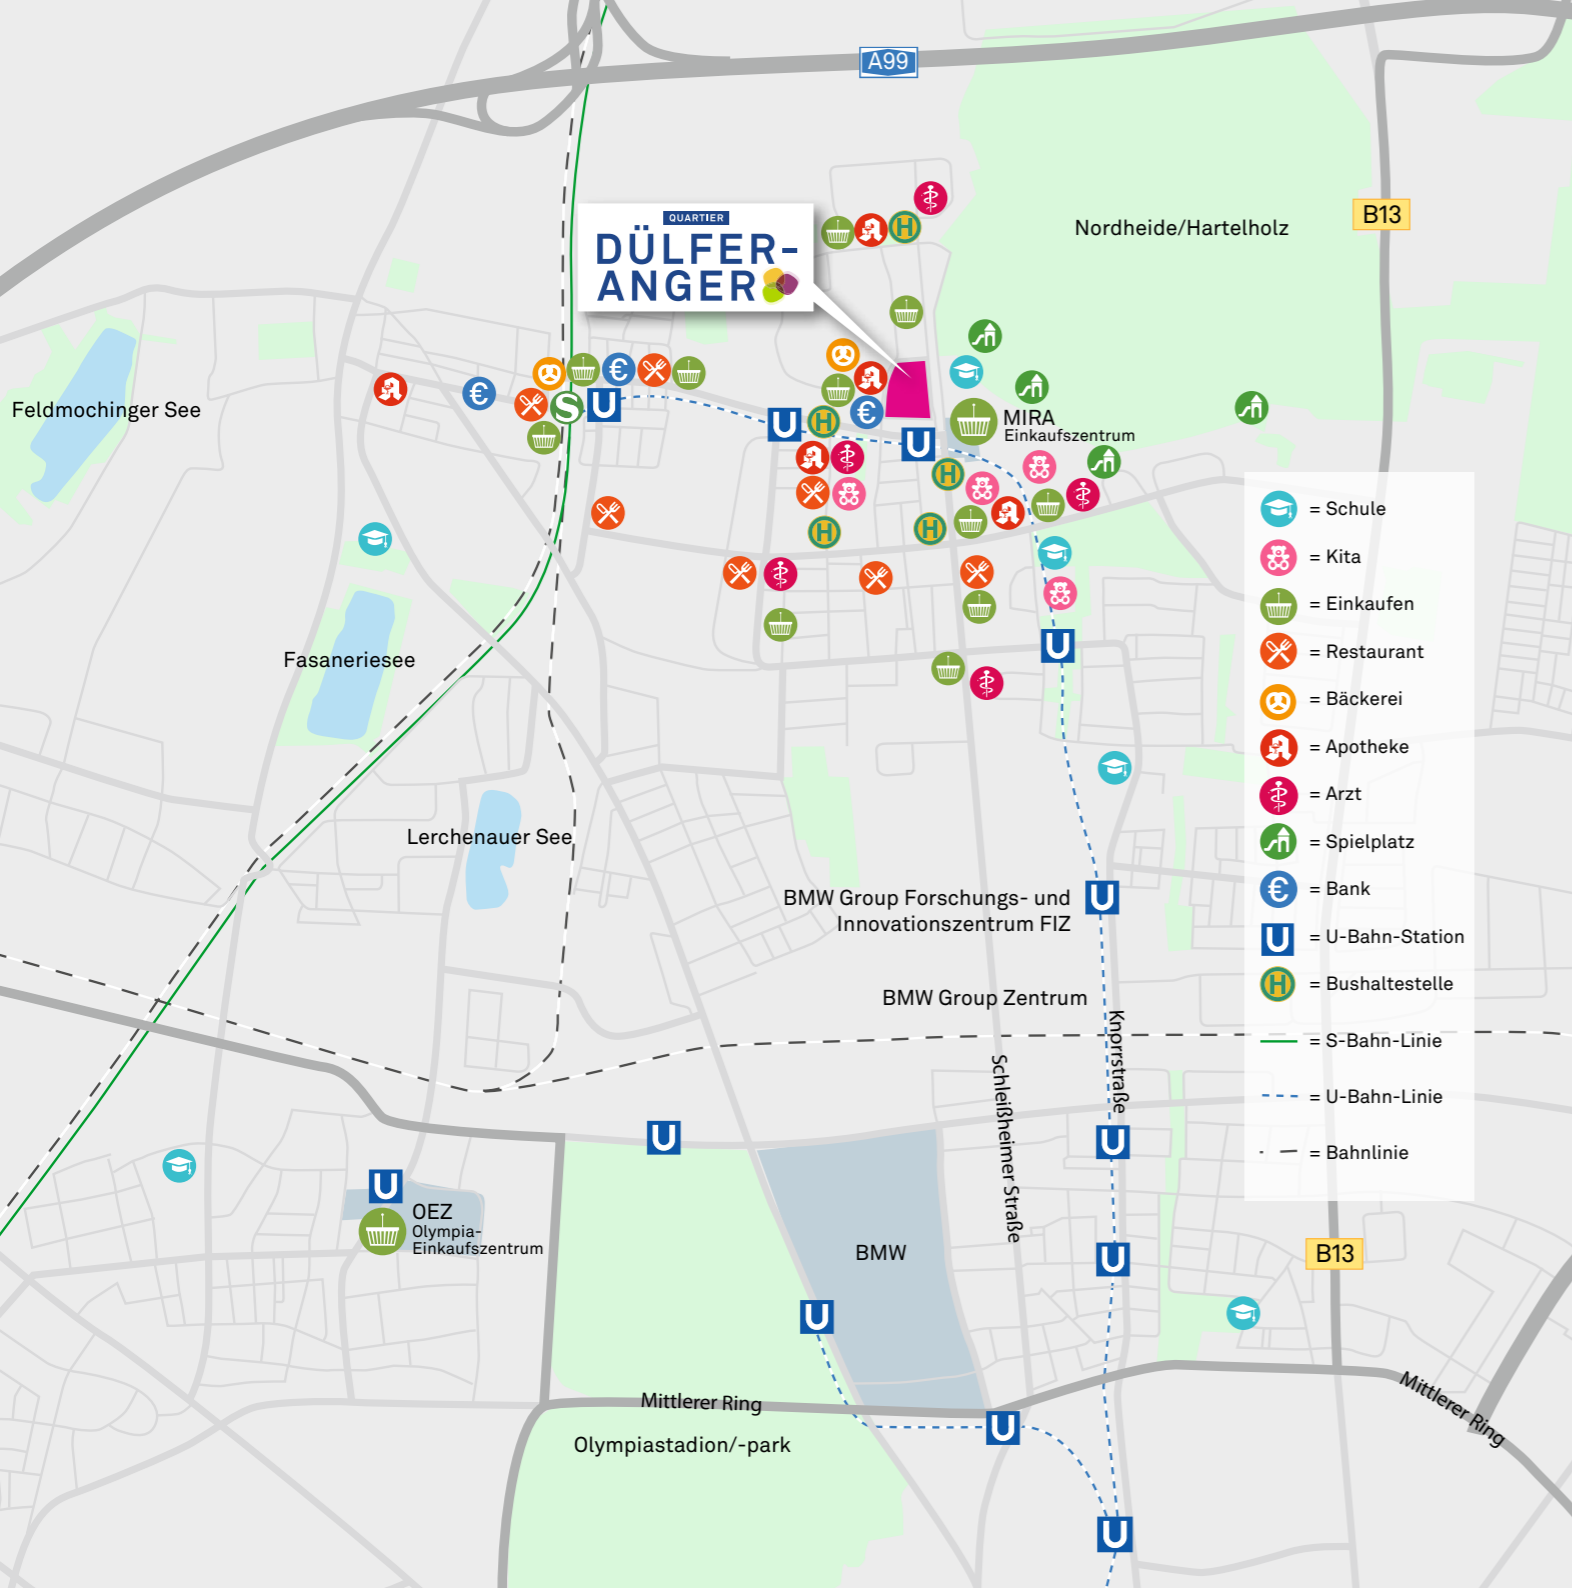 A99
B13
Nordheide/Hartelholz
QUARTIER
DÜLFER-
ANGER
Feldmochinger See
S
U
U
H
H
U
MIRA
Einkaufszentrum
H
H
H
U
Fasaneriesee
Lerchenauer See
BMW Group Forschungs- und
Innovationszentrum FIZ
U
BMW Group Zentrum
Knorrstraße
Schleißheimer Straße
U
U
U
OEZ
Olympia-
Einkaufszentrum
BMW
U
U
B13
Mittlerer Ring
Mittlerer Ring
Olympiastadion/-park
U
U
= Schule
= Kita
= Einkaufen
= Restaurant
= Bäckerei
= Apotheke
= Arzt
= Spielplatz
€ = Bank
U = U-Bahn-Station
H = Bushaltestelle
= S-Bahn-Linie
= U-Bahn-Linie
= Bahnlinie